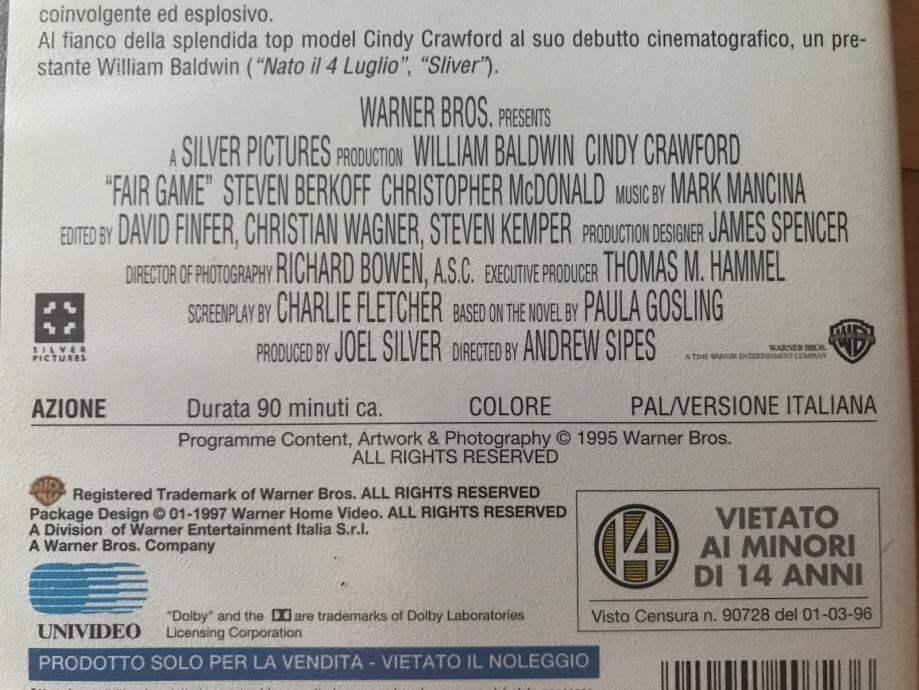 coinvolgente ed esplosivo.
Al fianco della splendida top model Cindy Crawford al suo debutto cinematografico, un pre-
stante William Baldwin ("Nato il 4 Luglio", "Sliver").
WARNER BROS. PRESENTS
A SILVER PICTURES PRODUCTION WILLIAM BALDWIN CINDY CRAWFORD
"FAIR GAME" STEVEN BERKOFF CHRISTOPHER McDONALD MUSIC BY MARK MANCINA
EDITED BY DAVID FINFER, CHRISTIAN WAGNER, STEVEN KEMPER PRODUCTION DESIGNER JAMES SPENCER
DIRECTOR OF PHOTOGRAPHY RICHARD BOWEN, A.S.C. EXECUTIVE PRODUCER THOMAS M. HAMMEL
SCREENPLAY BY CHARLIE FLETCHER BASED ON THE NOVEL BY PAULA GOSLING
PRODUCED BY JOEL SILVER DIRECTED BY ANDREW SIPES
SILVER
PICTURES
WARNER BROS.
A TIME WARNER ENTERTAINMENT COMPANY
AZIONE Durata 90 minuti ca. COLORE PAL/VERSIONE ITALIANA
Programme Content, Artwork & Photography © 1995 Warner Bros.
ALL RIGHTS RESERVED
Registered Trademark of Warner Bros. ALL RIGHTS RESERVED
Package Design © 01-1997 Warner Home Video. ALL RIGHTS RESERVED
A Division of Warner Entertainment Italia S.r.l.
A Warner Bros. Company
14
VIETATO
AI MINORI
DI 14 ANNI
Visto Censura n. 90728 del 01-03-96
UNIVIDEO
"Dolby" and the are trademarks of Dolby Laboratories
Licensing Corporation
PRODOTTO SOLO PER LA VENDITA - VIETATO IL NOLEGGIO